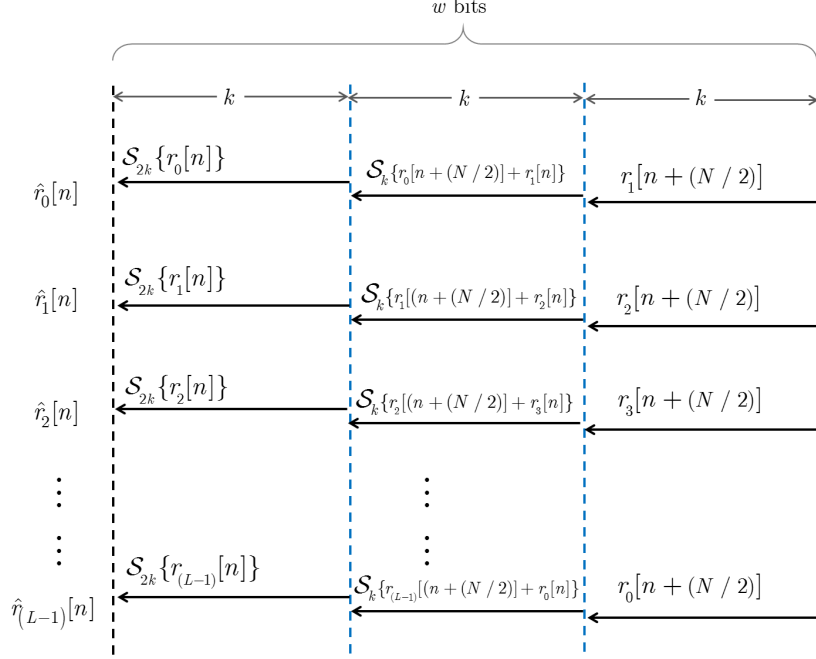 w bits
k k k
S_{2k}{r_0[n]} S_k{r_0[n + (N / 2)] + r_1[n]} r_1[n + (N / 2)]
r̂_0[n]
S_{2k}{r_1[n]} S_k{r_1[(n + (N / 2)] + r_2[n]} r_2[n + (N / 2)]
r̂_1[n]
S_{2k}{r_2[n]} S_k{r_2[(n + (N / 2)] + r_3[n]} r_3[n + (N / 2)]
r̂_2[n]
S_{2k}{r_{(L-1)}[n]} S_k{r_{(L-1)}[(n + (N / 2)] + r_0[n]} r_0[n + (N / 2)]
r̂_{(L-1)}[n]